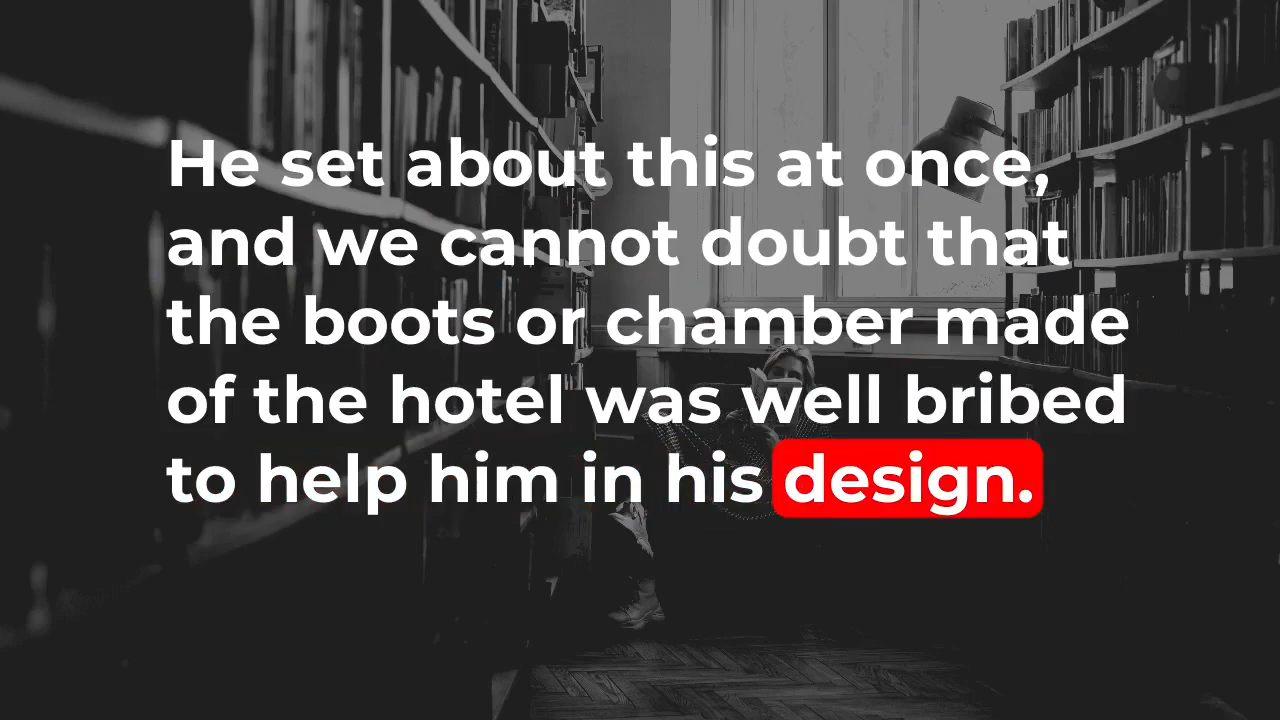 He set about this at once,
and we cannot doubt that
the boots or chamber made
of the hotel was well bribed
to help him in his design.